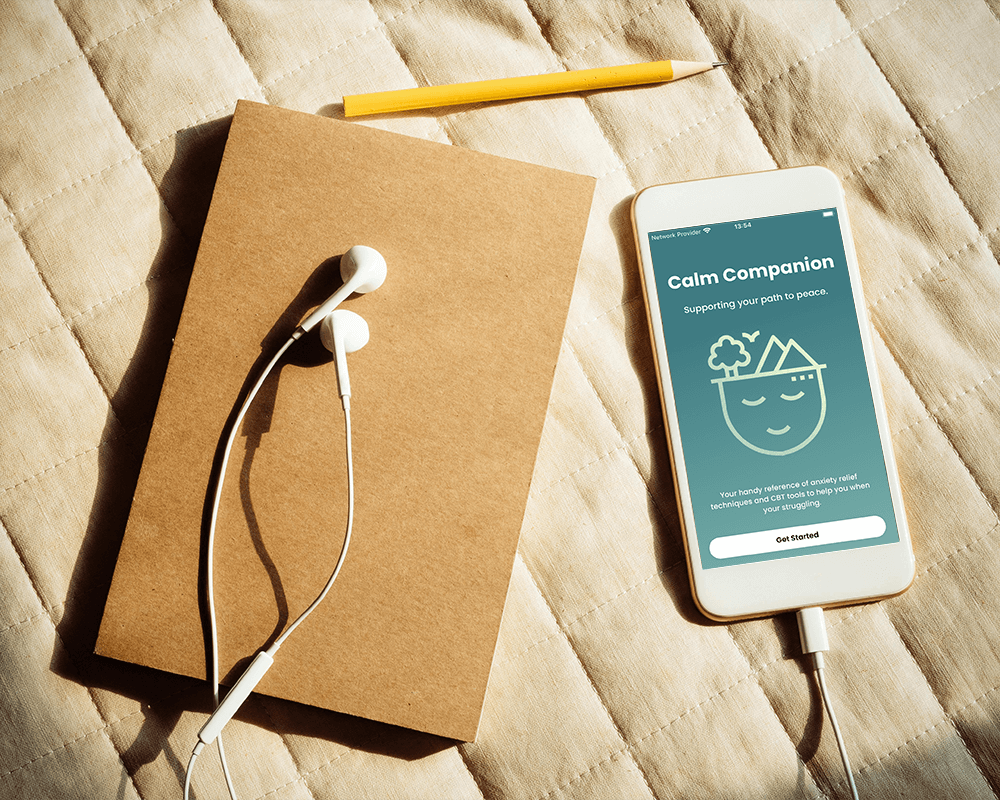 Network Provider 13:54
Calm Companion
Supporting your path to peace.
Your handy reference of anxiety relief
techniques and CBT tools to help you when
your struggling.
Get Started